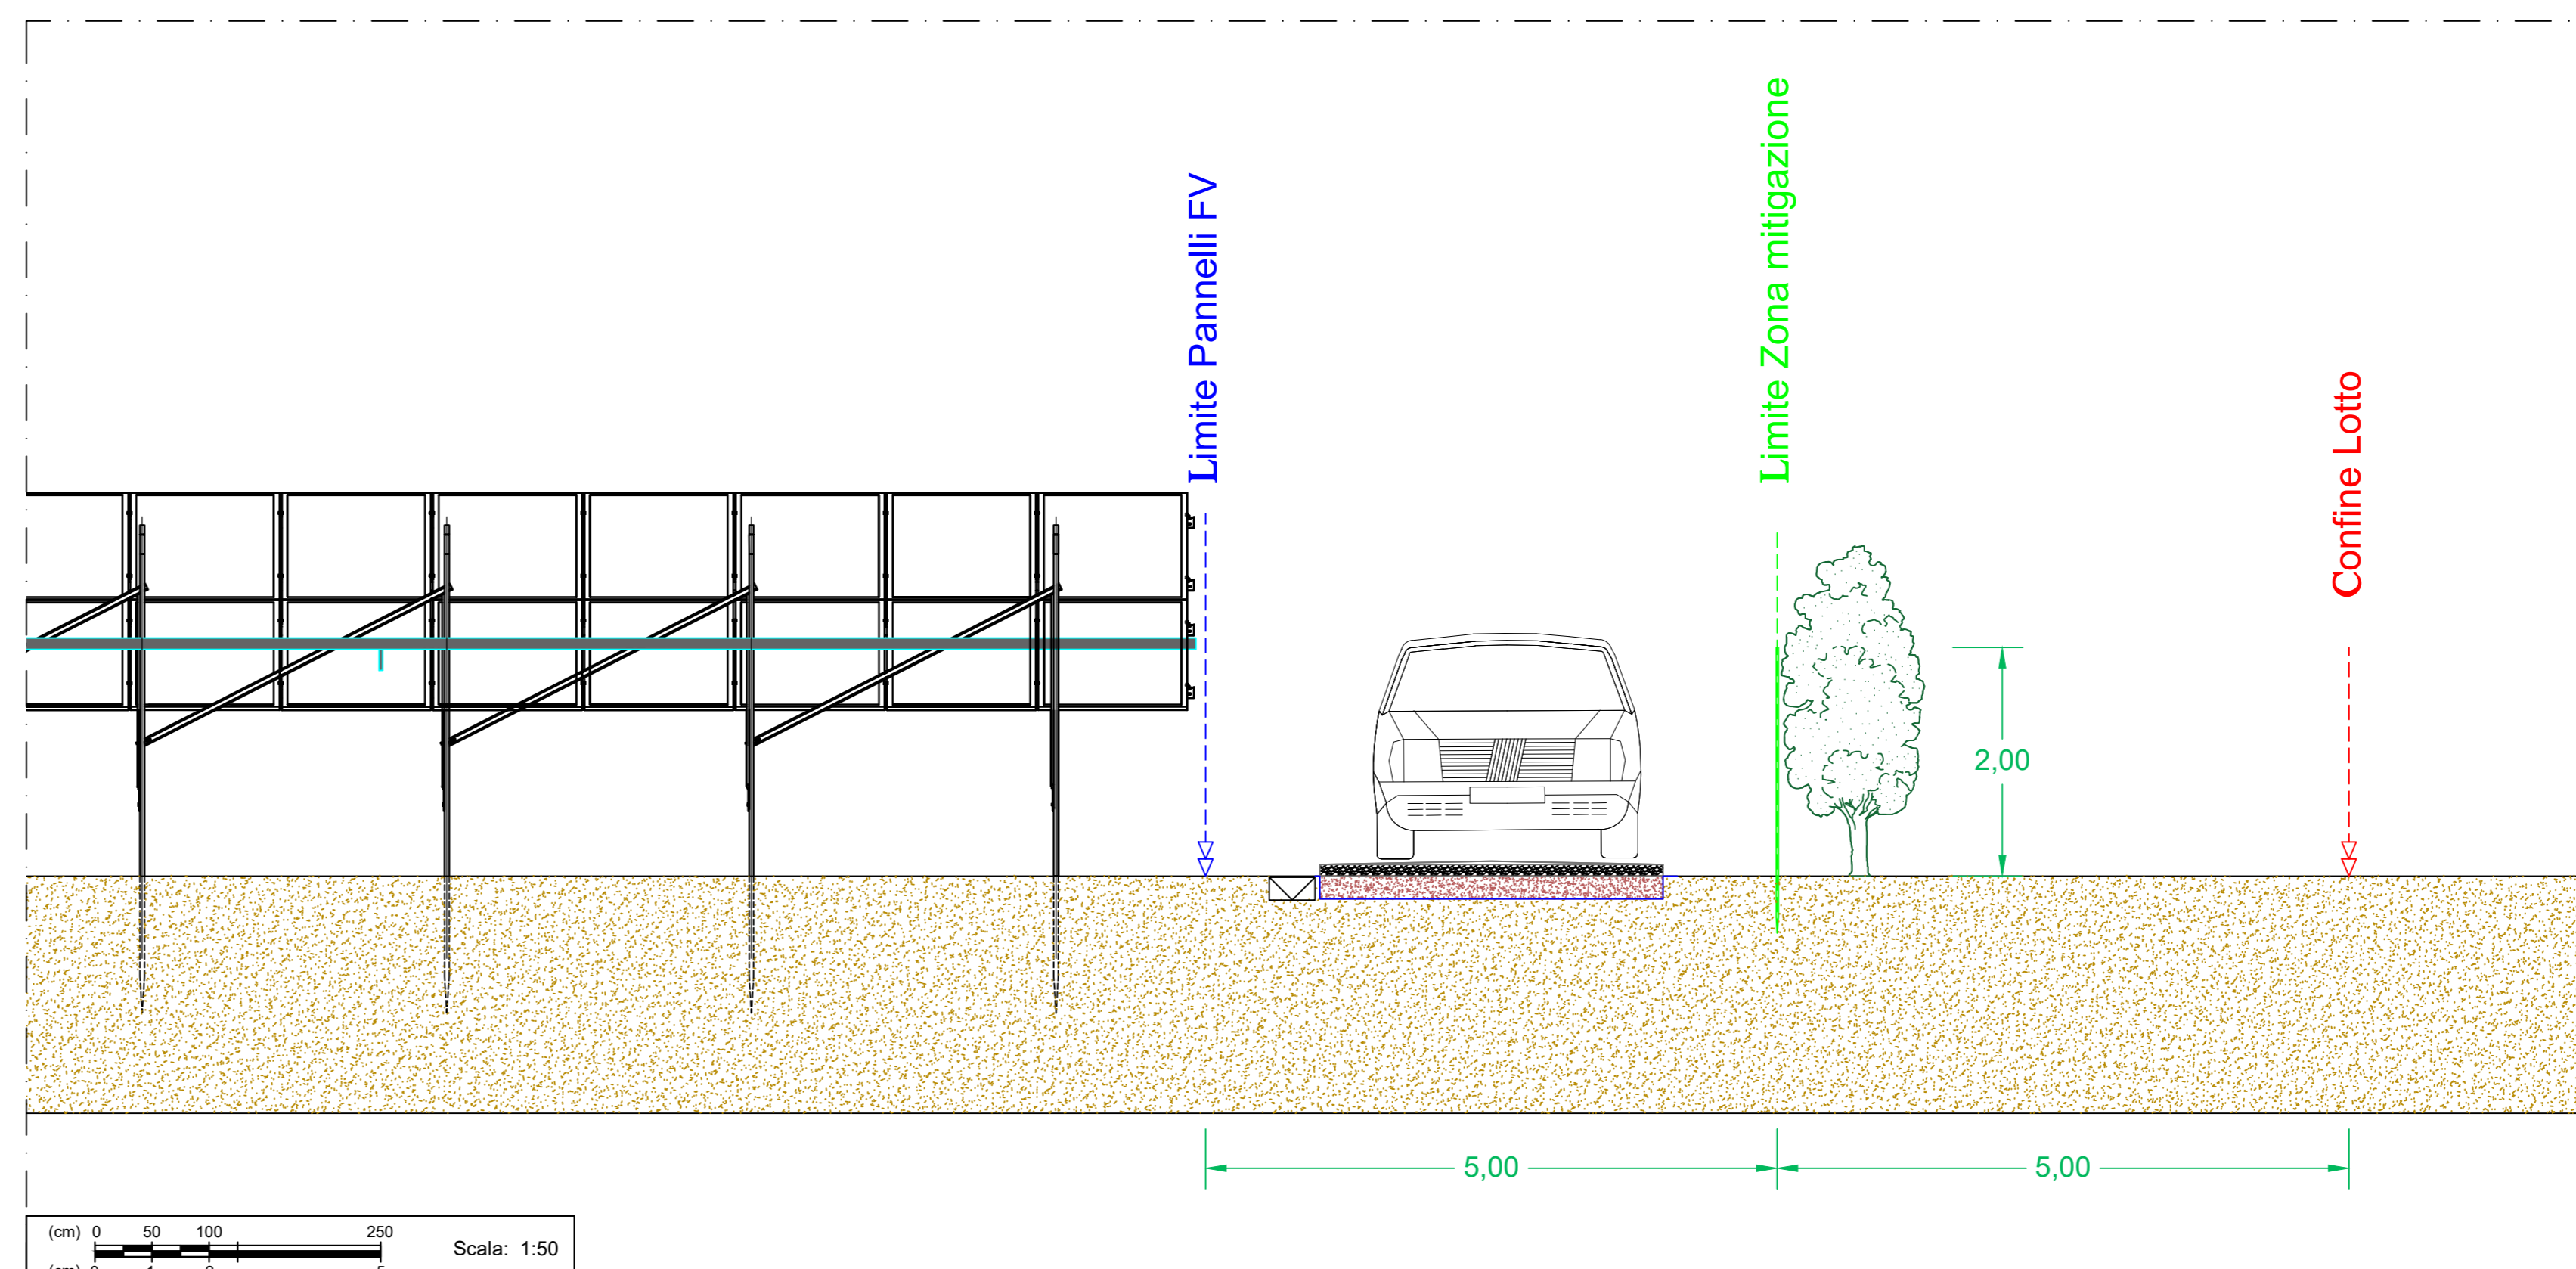 Limite Pannelli FV
Limite Zona mitigazione
Confine Lotto
2,00
5,00 5,00
(cm) 0 50 100 250
Scala: 1:50